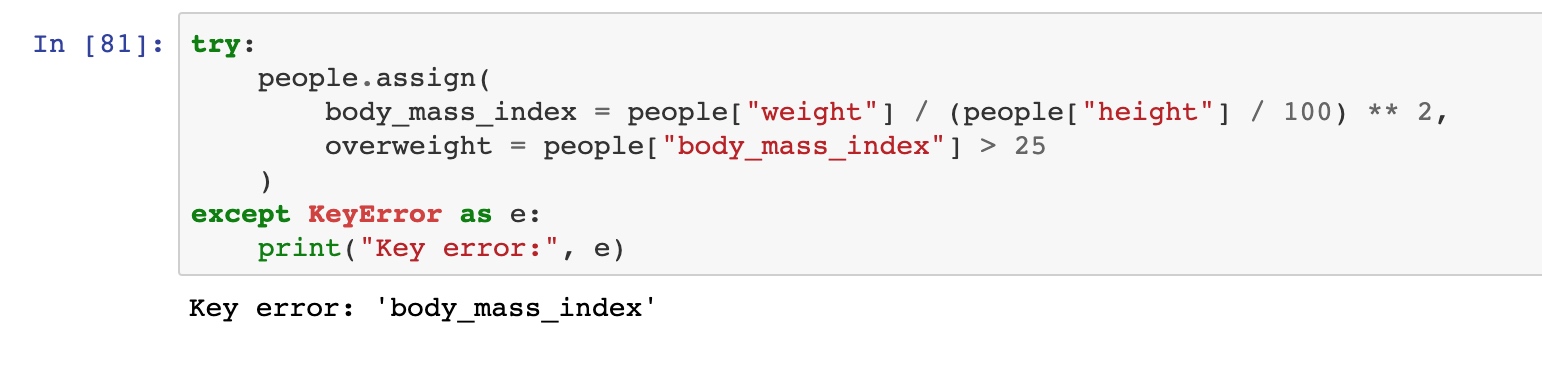 In [81]: try:
    people.assign(
        body_mass_index = people["weight"] / (people["height"] / 100) ** 2,
        overweight = people["body_mass_index"] > 25
    )
except KeyError as e:
    print("Key error:", e)
Key error: 'body_mass_index'